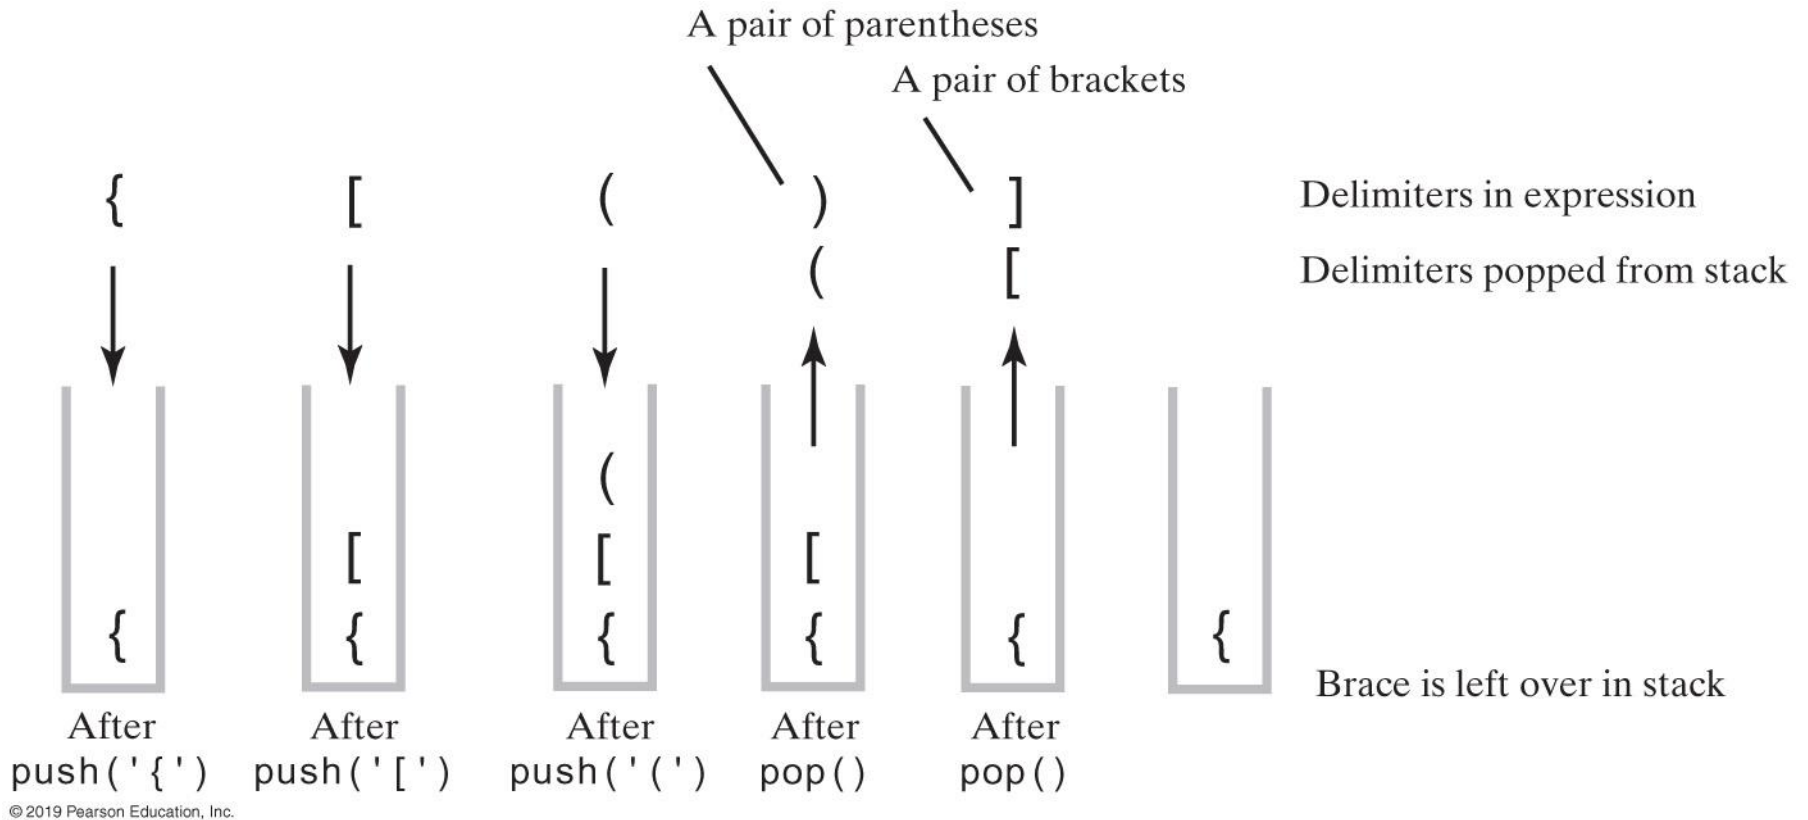 A pair of parentheses
A pair of brackets
{ [ ( ) ] Delimiters in expression
( [ Delimiters popped from stack
(
[ [ [
{ { { { { {
Brace is left over in stack
After After After After After
push('{') push('[') push('(') pop() pop()
© 2019 Pearson Education, Inc.